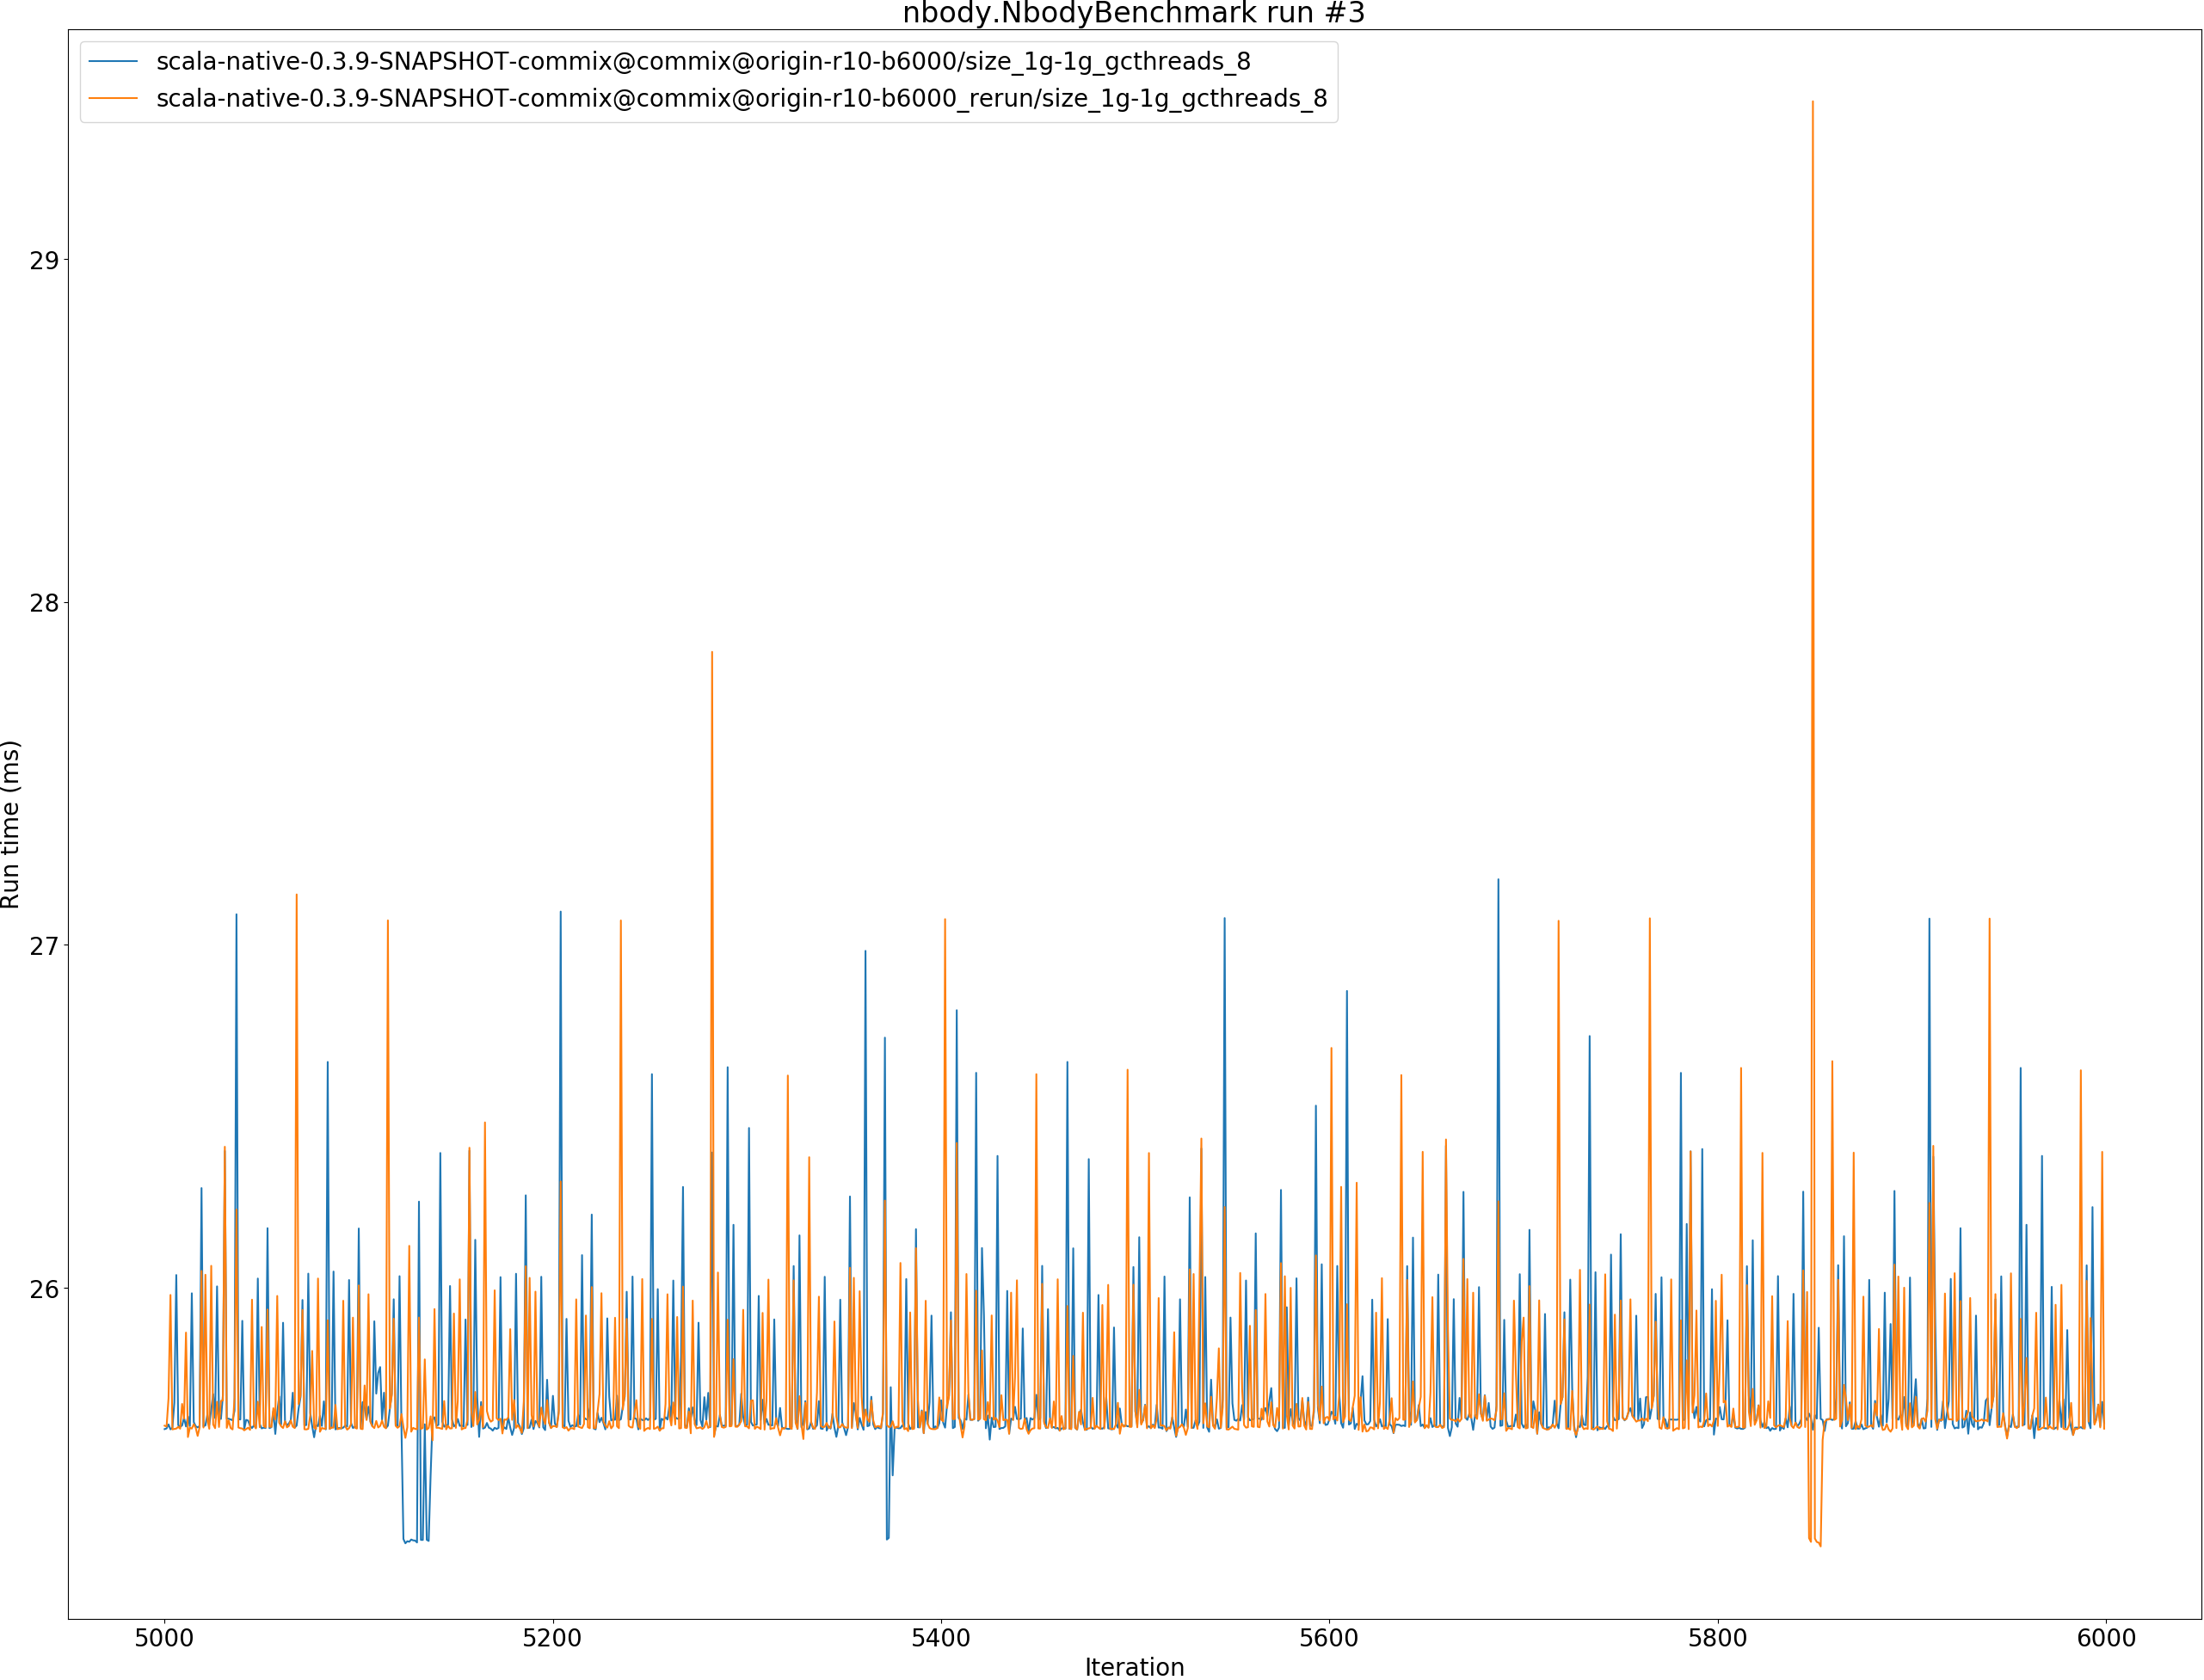 nbody.NbodyBenchmark run #3
scala-native-0.3.9-SNAPSHOT-commix@commix@origin-r10-b6000/size_1g-1g_gcthreads_8
scala-native-0.3.9-SNAPSHOT-commix@commix@origin-r10-b6000_rerun/size_1g-1g_gcthreads_8
29
28
27
26
Run time (ms)
5000 5200 5400 5600 5800 6000
Iteration